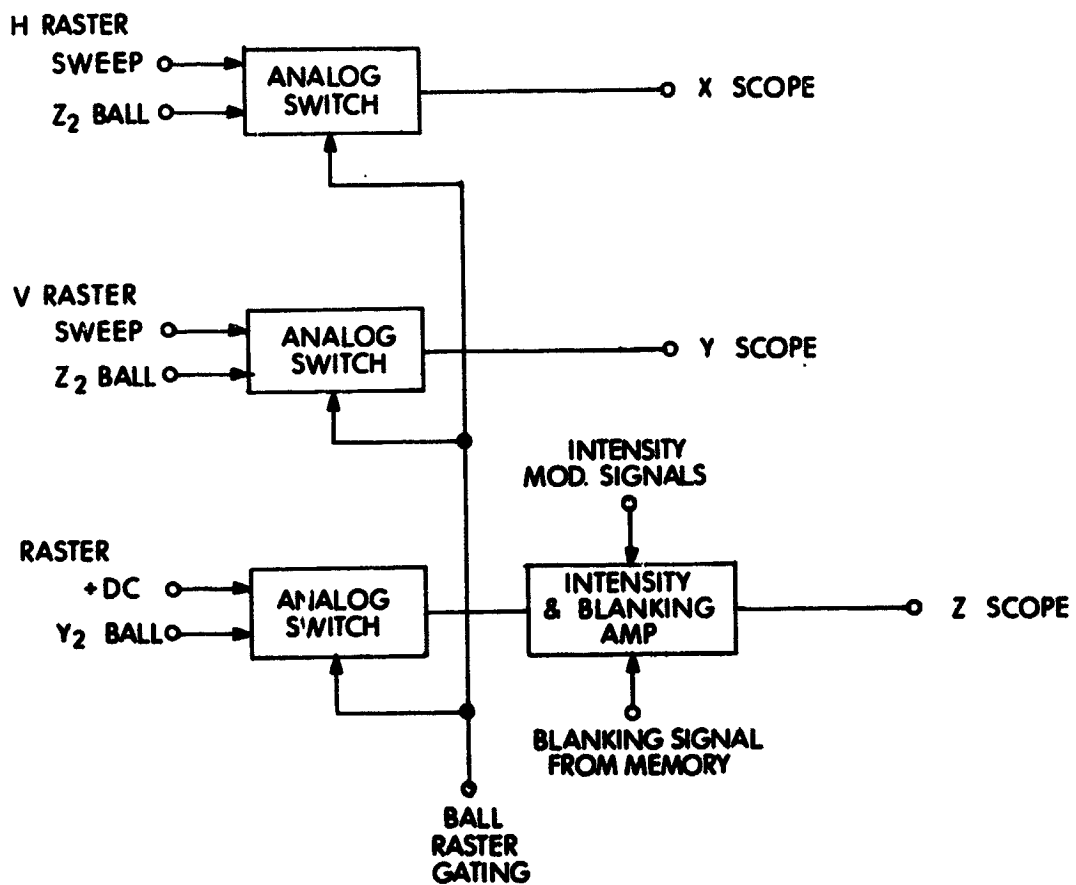 H RASTER
SWEEP
Z2 BALL
ANALOG
SWITCH
X SCOPE
V RASTER
SWEEP
Z2 BALL
ANALOG
SWITCH
Y SCOPE
INTENSITY
MOD. SIGNALS
RASTER
+DC
Y2 BALL
ANALOG
SWITCH
INTENSITY
& BLANKING
AMP
Z SCOPE
BLANKING SIGNAL
FROM MEMORY
BALL
RASTER
GATING